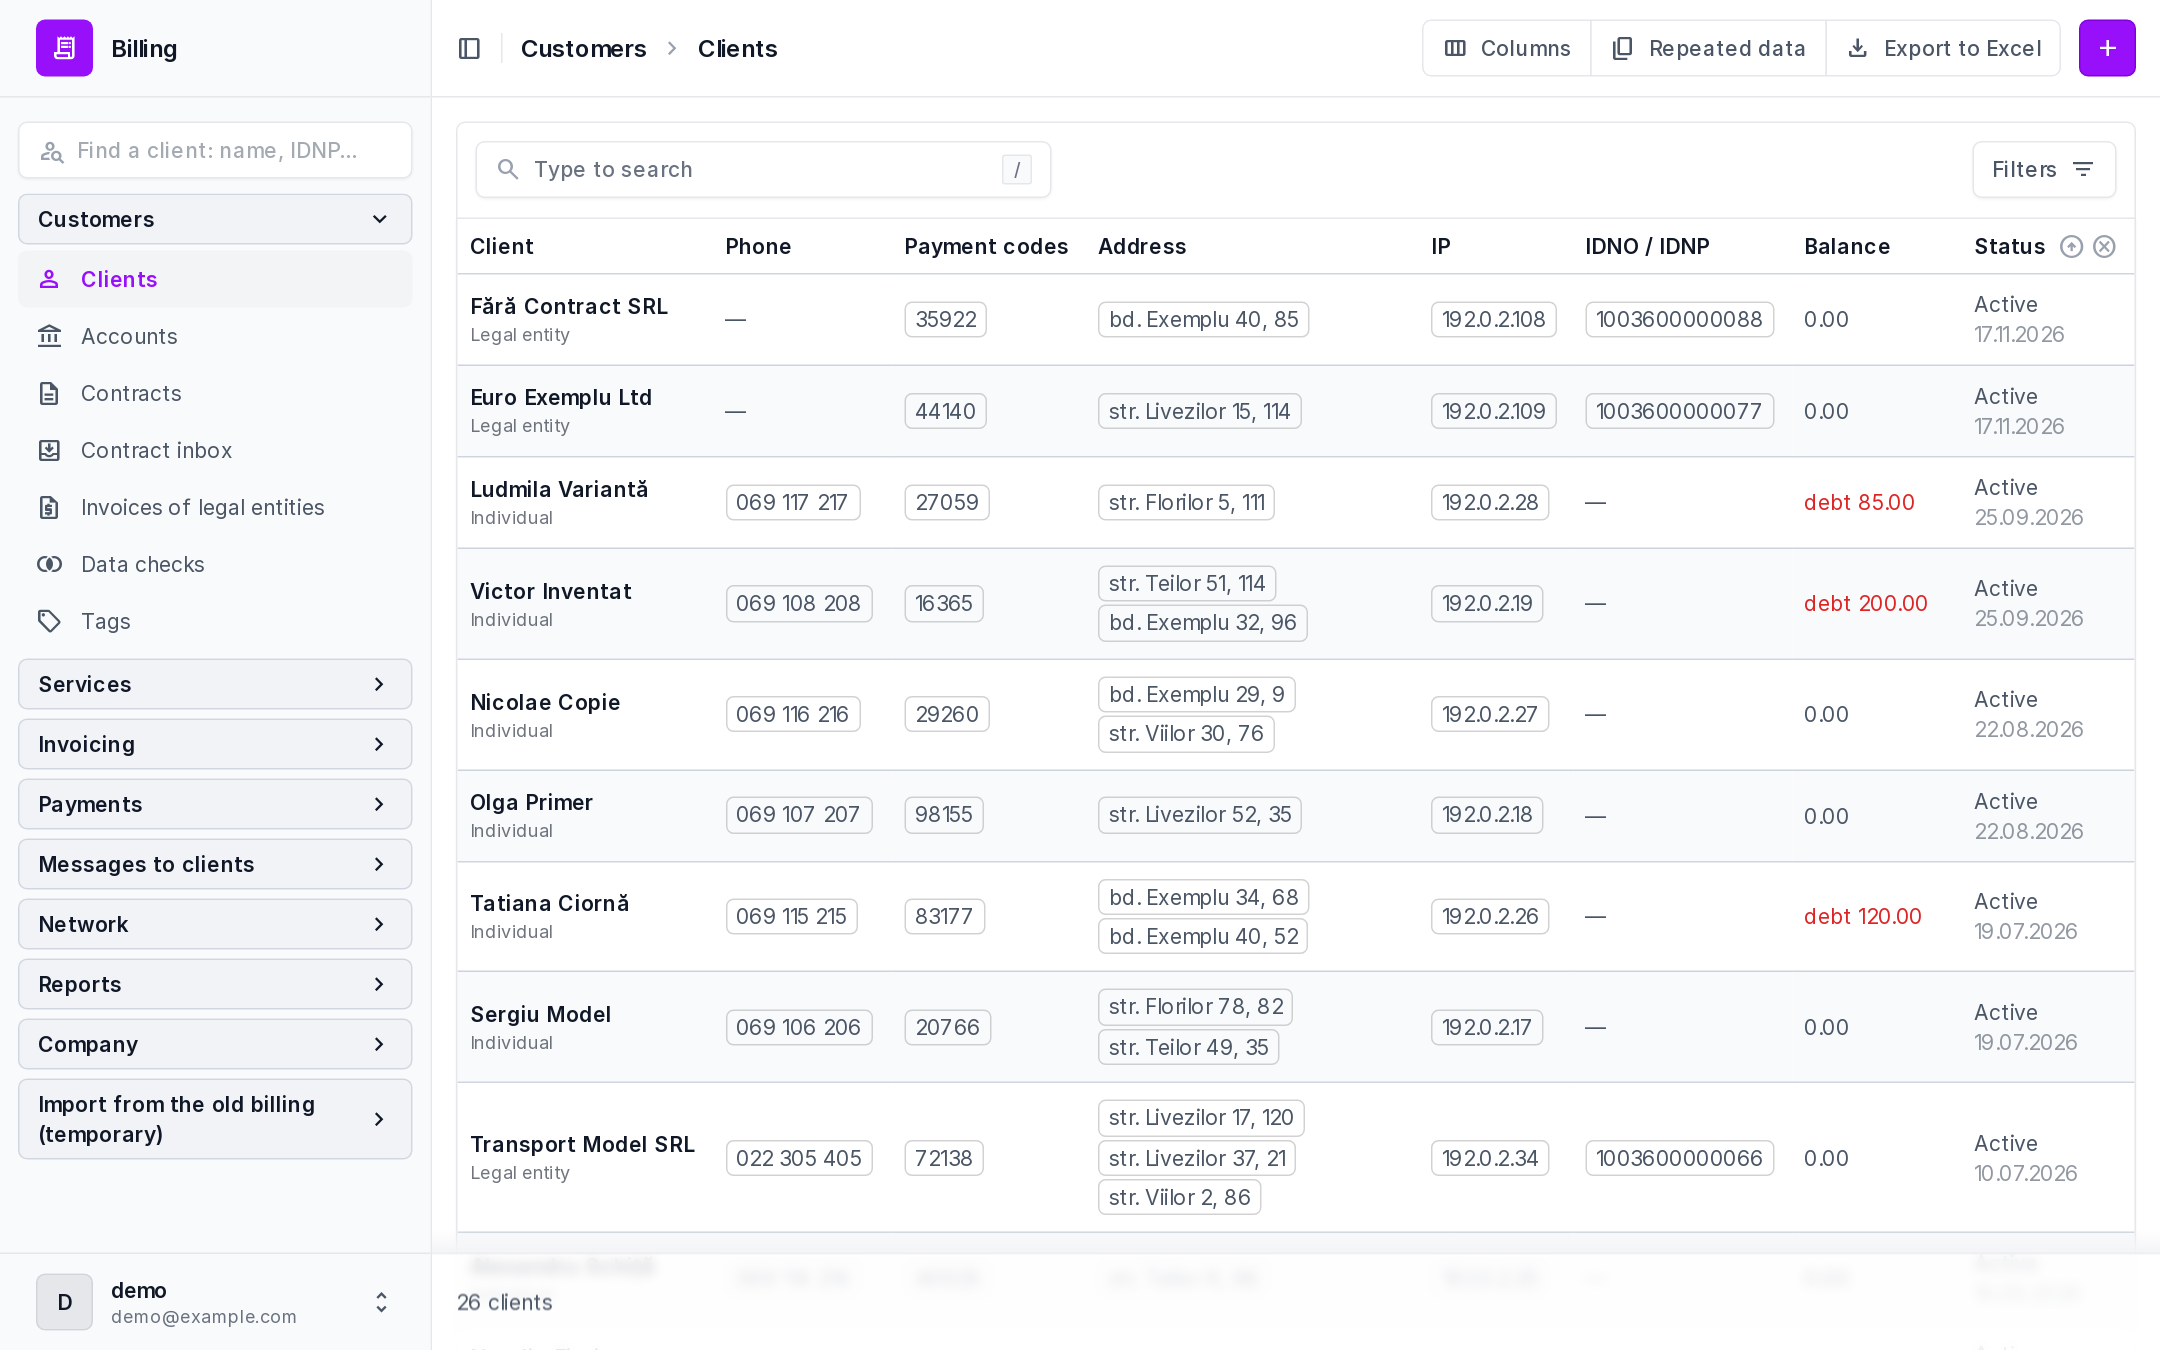 Billing
Customers
Clients
Columns
Repeated data
Export to Excel
Find a client: name, IDNP...
Customers
Clients
Accounts
Contracts
Contract inbox
Invoices of legal entities
Data checks
Tags
Services
Invoicing
Payments
Messages to clients
Network
Reports
Company
Import from the old billing
(temporary)
D
demo
demo@example.com
Type to search
/
Filters
Client Phone Payment codes Address IP IDNO / IDNP Balance Status
Fără Contract SRL
Legal entity
— 35922 bd. Exemplu 40, 85 192.0.2.108 1003600000088 0.00
Active
17.11.2026
Euro Exemplu Ltd
Legal entity
— 44140 str. Livezilor 15, 114 192.0.2.109 1003600000077 0.00
Active
17.11.2026
Ludmila Variantă
Individual
069 117 217 27059 str. Florilor 5, 111 192.0.2.28 — debt 85.00
Active
25.09.2026
Victor Inventat
Individual
069 108 208 16365
str. Teilor 51, 114
bd. Exemplu 32, 96
192.0.2.19 — debt 200.00
Active
25.09.2026
Nicolae Copie
Individual
069 116 216 29260
bd. Exemplu 29, 9
str. Viilor 30, 76
192.0.2.27 — 0.00
Active
22.08.2026
Olga Primer
Individual
069 107 207 98155 str. Livezilor 52, 35 192.0.2.18 — 0.00
Active
22.08.2026
Tatiana Ciornă
Individual
069 115 215 83177
bd. Exemplu 34, 68
bd. Exemplu 40, 52
192.0.2.26 — debt 120.00
Active
19.07.2026
Sergiu Model
Individual
069 106 206 20766
str. Florilor 78, 82
str. Teilor 49, 35
192.0.2.17 — 0.00
Active
19.07.2026
Transport Model SRL
Legal entity
022 305 405 72138
str. Livezilor 17, 120
str. Livezilor 37, 21
str. Viilor 2, 86
192.0.2.34 1003600000066 0.00
Active
10.07.2026
26 clients